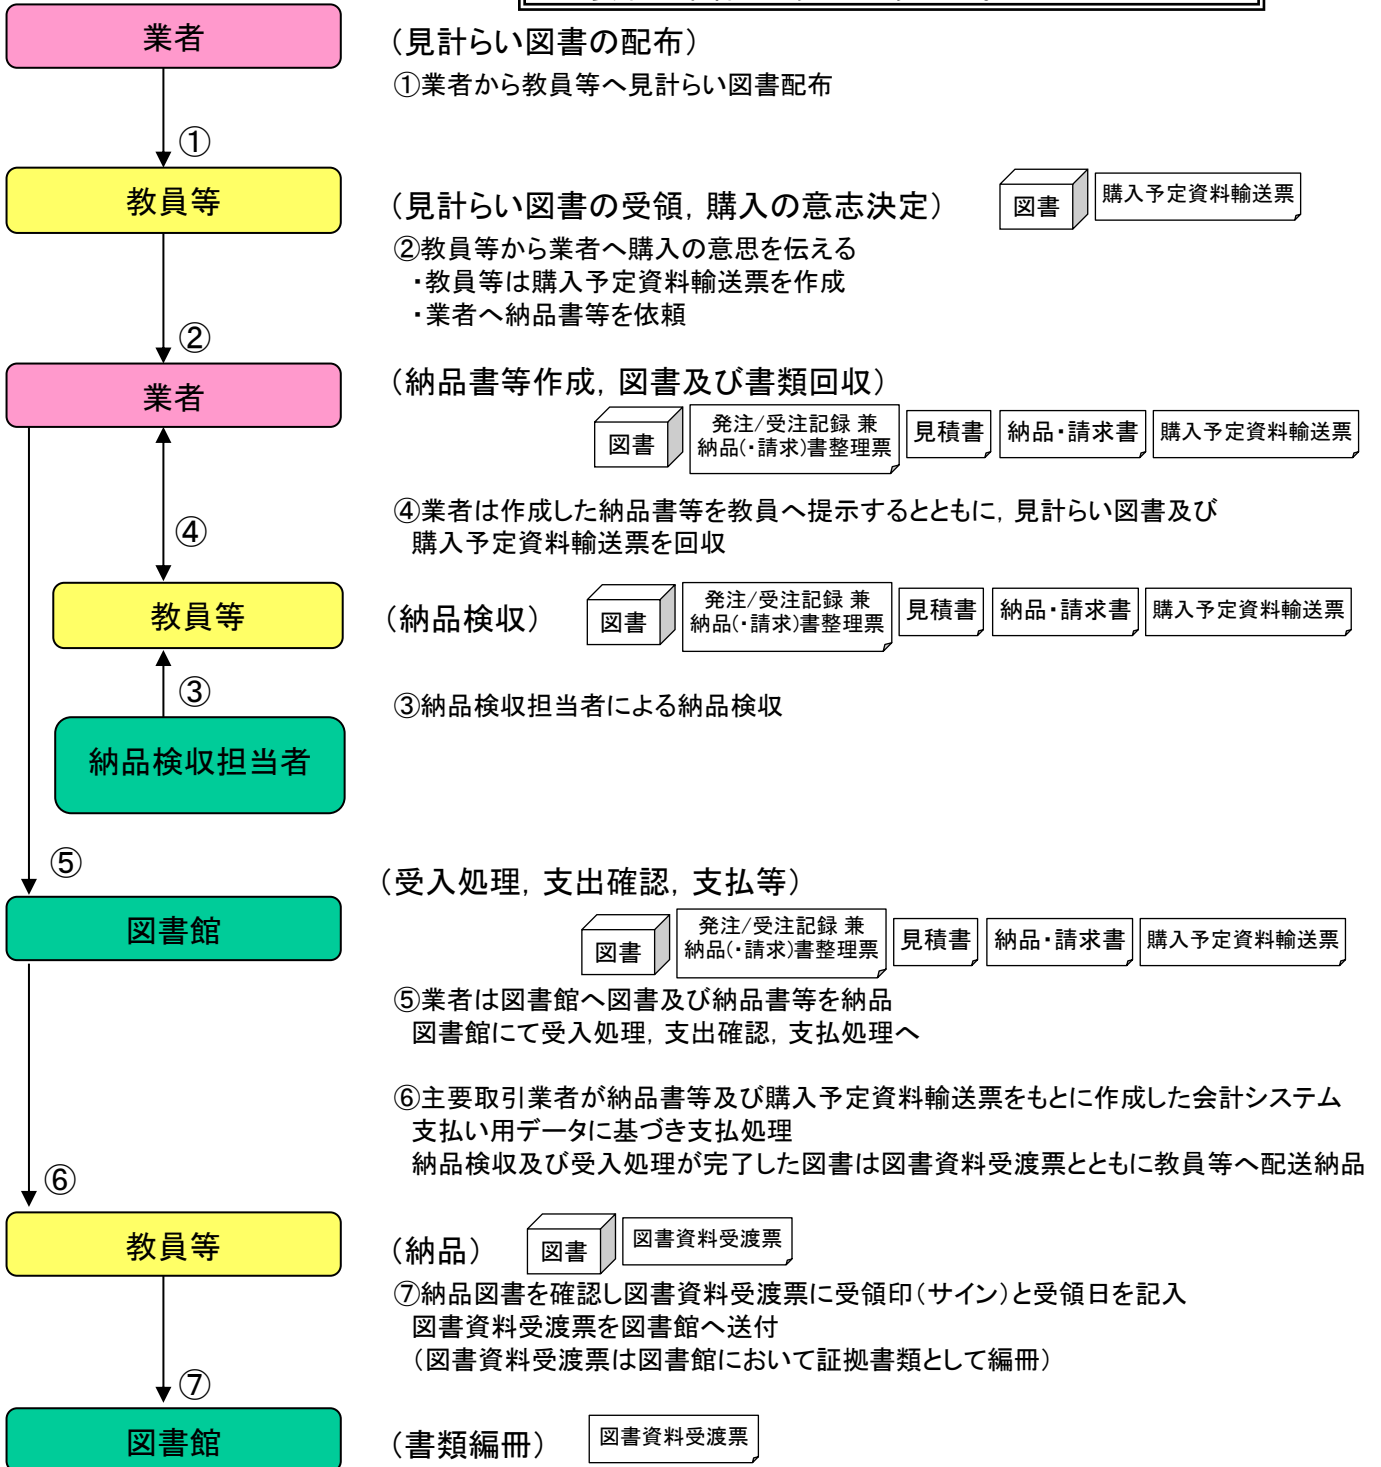 業者
（見計らい図書の配布）
①業者から教員等へ見計らい図書配布
①
教員等
（見計らい図書の受領，購入の意志決定）
図書
購入予定資料輸送票
②教員等から業者へ購入の意思を伝える
・教員等は購入予定資料輸送票を作成
・業者へ納品書等を依頼
②
業者
（納品書等作成，図書及び書類回収）
図書
発注/受注記録 兼
納品(・請求)書整理票
見積書
納品・請求書
購入予定資料輸送票
④業者は作成した納品書等を教員へ提示するとともに，見計らい図書及び
購入予定資料輸送票を回収
④
教員等
（納品検収）
図書
発注/受注記録 兼
納品(・請求)書整理票
見積書
納品・請求書
購入予定資料輸送票
③
③納品検収担当者による納品検収
納品検収担当者
⑤
（受入処理，支出確認，支払等）
図書館
図書
発注/受注記録 兼
納品(・請求)書整理票
見積書
納品・請求書
購入予定資料輸送票
⑤業者は図書館へ図書及び納品書等を納品
図書館にて受入処理，支出確認，支払処理へ
⑥主要取引業者が納品書等及び購入予定資料輸送票をもとに作成した会計システム
支払い用データに基づき支払処理
納品検収及び受入処理が完了した図書は図書資料受渡票とともに教員等へ配送納品
⑥
教員等
（納品）
図書
図書資料受渡票
⑦納品図書を確認し図書資料受渡票に受領印（サイン）と受領日を記入
図書資料受渡票を図書館へ送付
（図書資料受渡票は図書館において証拠書類として編冊）
⑦
図書館
（書類編冊）
図書資料受渡票